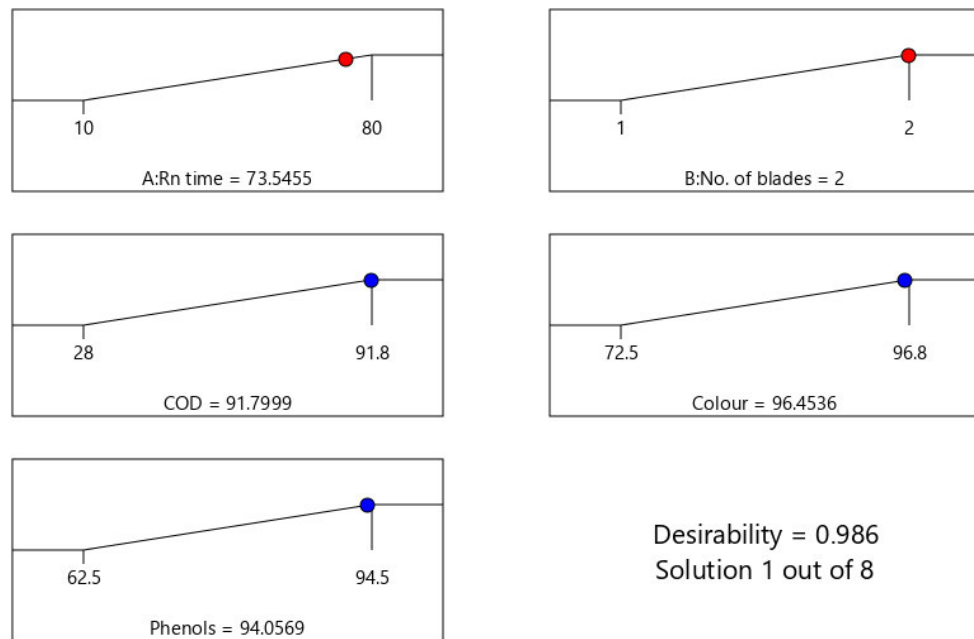 10 80
A:Rn time = 73.5455
1 2
B:No. of blades = 2
28 91.8
COD = 91.7999
72.5 96.8
Colour = 96.4536
62.5 94.5
Phenols = 94.0569
Desirability = 0.986
Solution 1 out of 8